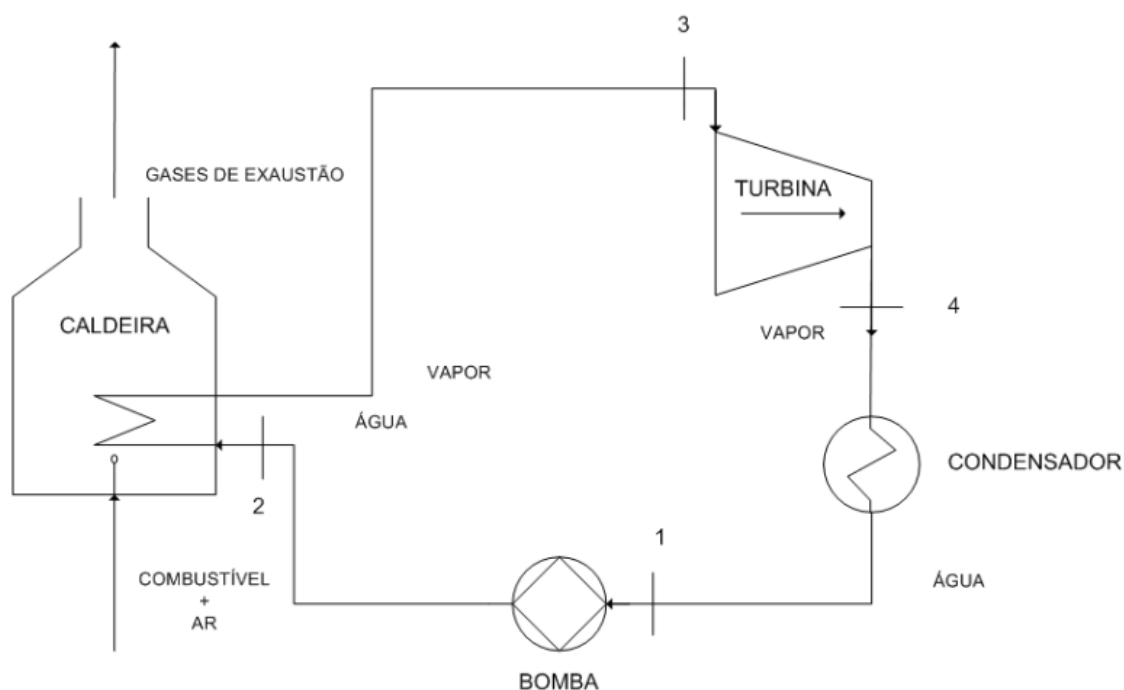 3
GASES DE EXAUSTÃO
TURBINA
CALDEIRA
4
VAPOR
VAPOR
ÁGUA
CONDENSADOR
2
1
COMBUSTÍVEL
+
AR
ÁGUA
BOMBA